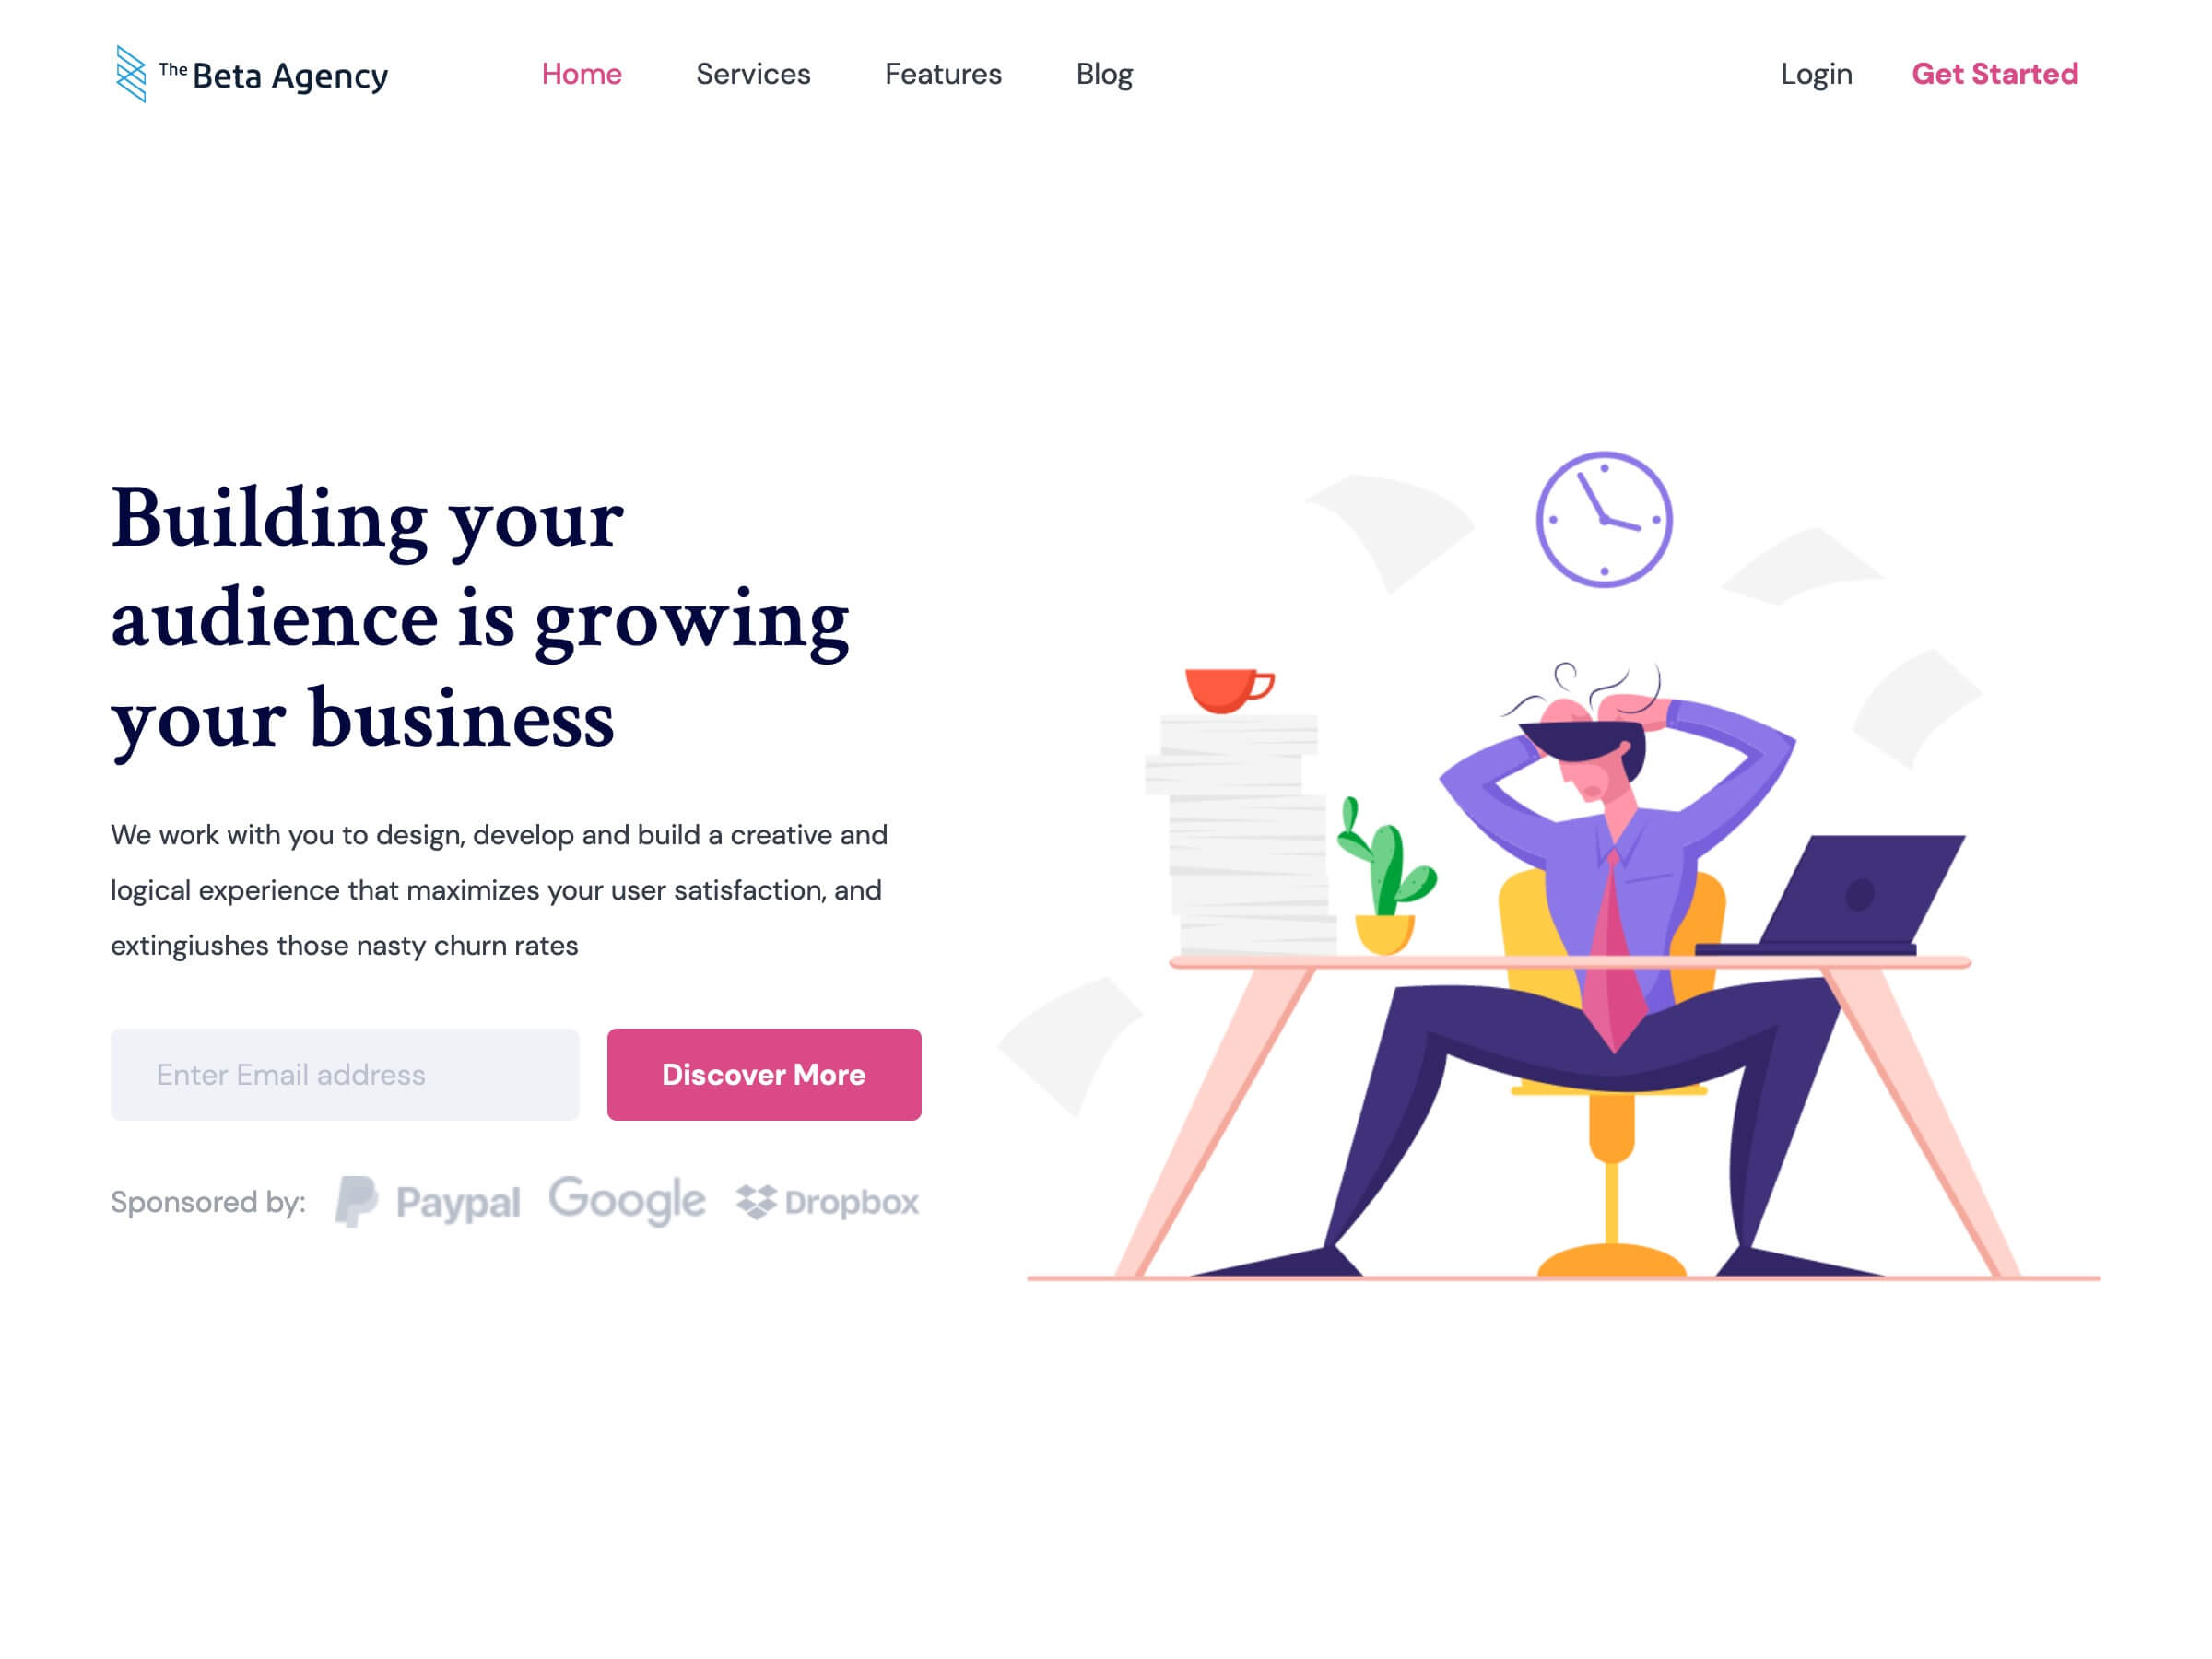 The Beta Agency
Home Services Features Blog
Login Get Started
Building your
audience is growing
your business
We work with you to design, develop and build a creative and
logical experience that maximizes your user satisfaction, and
extingiushes those nasty churn rates
Enter Email address
Discover More
Sponsored by: Paypal Google Dropbox